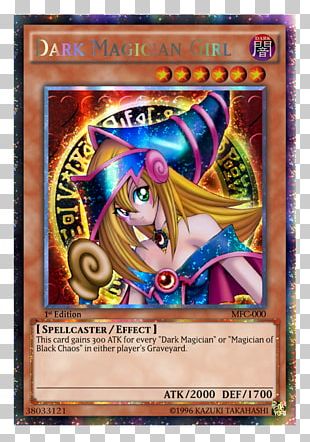 Dark Magician Girl
DARK
闇
1st Edition
MFC-000
[Spellcaster / Effect]
This card gains 300 ATK for every "Dark Magician" or "Magician of
Black Chaos" in either player's Graveyard.
ATK/2000 DEF/1700
38033121
©1996 KAZUKI TAKAHASHI